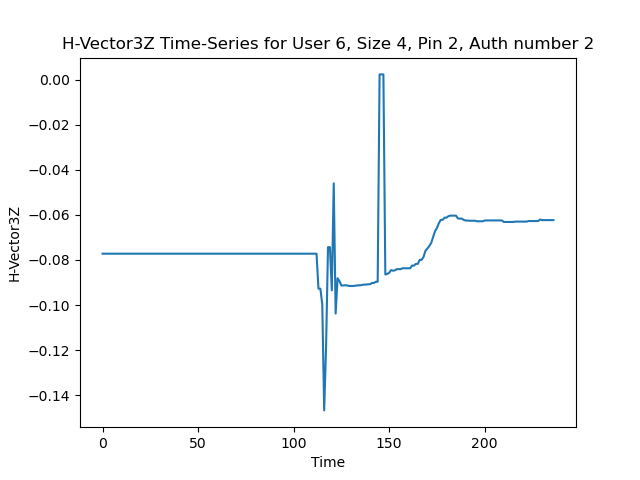 H-Vector3Z Time-Series for User 6, Size 4, Pin 2, Auth number 2
H-Vector3Z
0.00
−0.02
−0.04
−0.06
−0.08
−0.10
−0.12
−0.14
0 50 100 150 200
Time